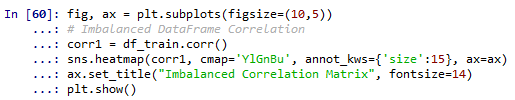 In [60]: fig, ax = plt.subplots(figsize=(10,5))
...: # Imbalanced DataFrame Correlation
...: corr1 = df_train.corr()
...: sns.heatmap(corr1, cmap='YlGnBu', annot_kws={'size':15}, ax=ax)
...: ax.set_title("Imbalanced Correlation Matrix", fontsize=14)
...: plt.show()